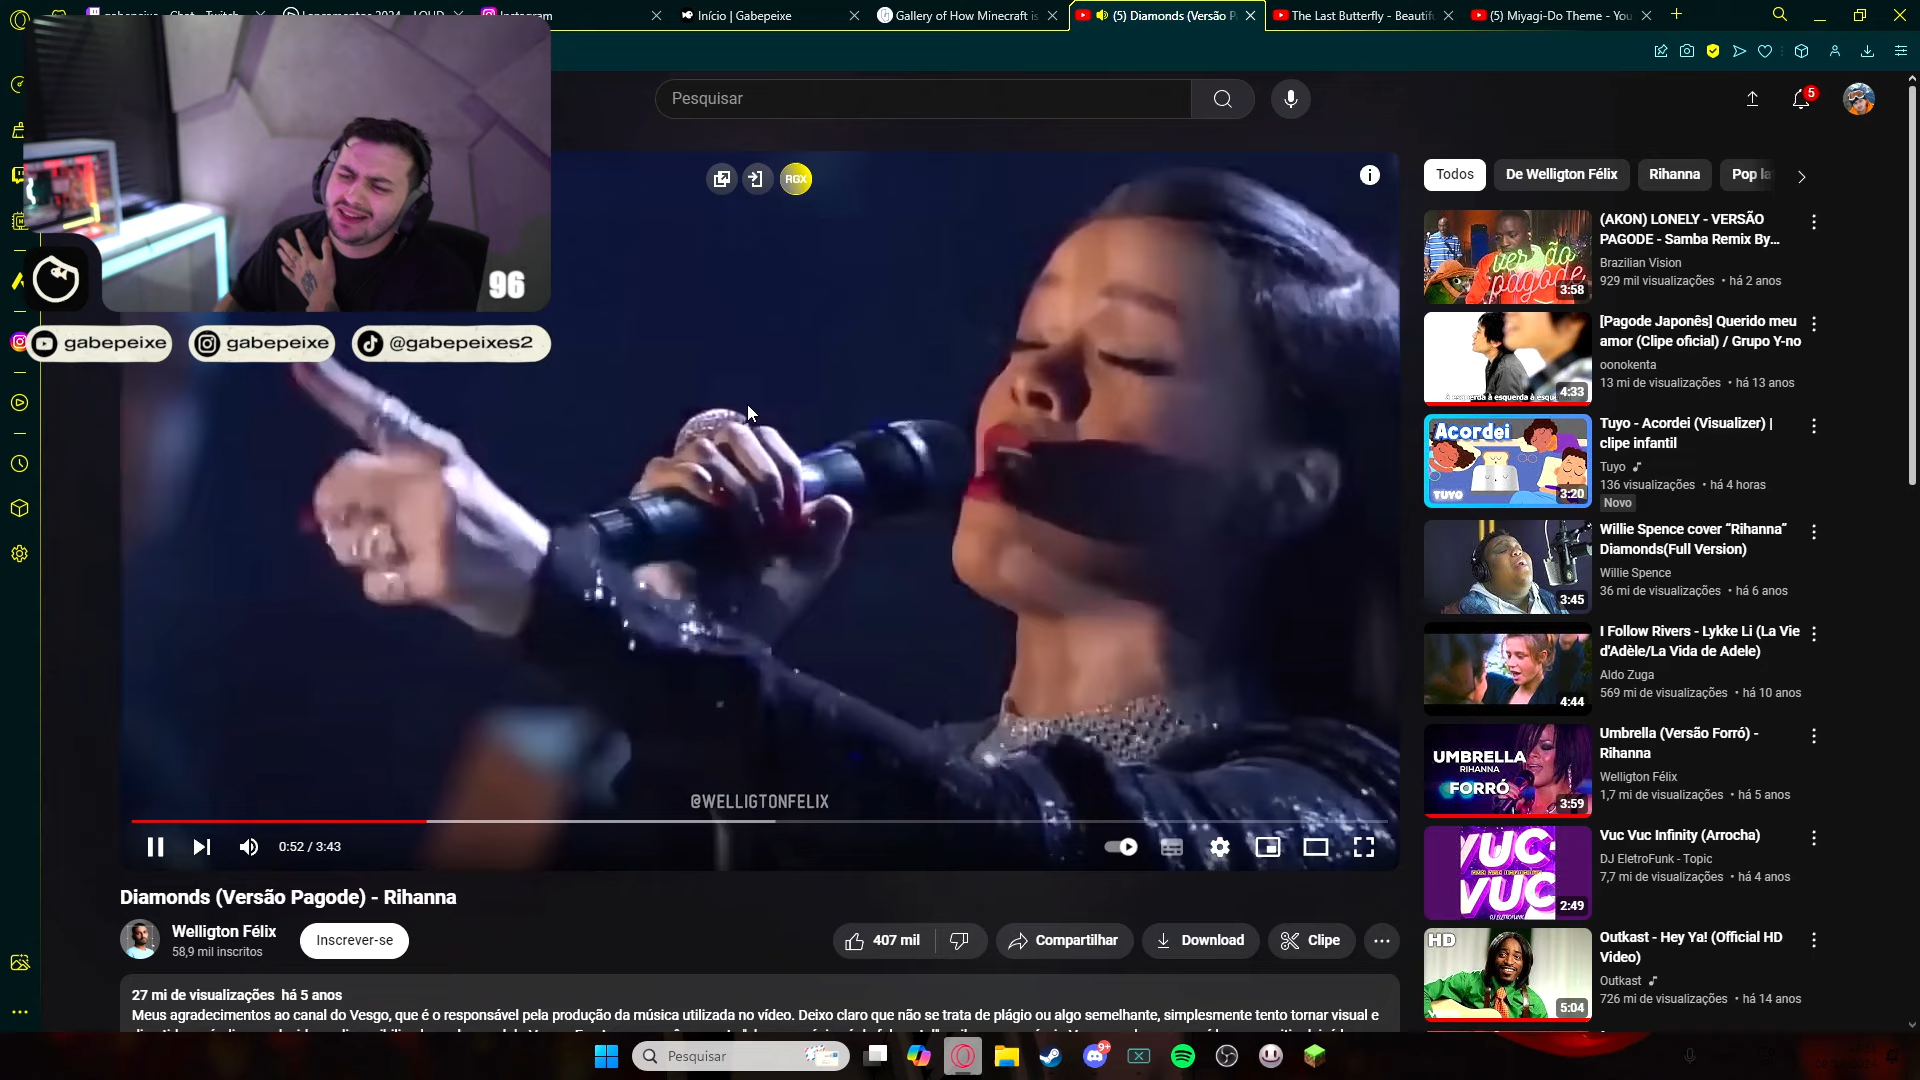 gabepeixe - Chat - Twitch
Lançamentos 2024 - LOUD
Instagram
Início | Gabepeixe
Gallery of How Minecraft is
(5) Diamonds (Versão P
The Last Butterfly - Beautifu
(5) Miyagi-Do Theme - You
Pesquisar
5
96
gabepeixe
gabepeixe
@gabepeixes2
RGX
@WELLIGTONFELIX
0:52 / 3:43
Diamonds (Versão Pagode) - Rihanna
Welligton Félix
58,9 mil inscritos
Inscrever-se
407 mil
Compartilhar
Download
Clipe
27 mi de visualizações há 5 anos
Meus agradecimentos ao canal do Vesgo, que é o responsável pela produção da música utilizada no vídeo. Deixo claro que não se trata de plágio ou algo semelhante, simplesmente tento tornar visual e
Todos
De Welligton Félix
Rihanna
Pop la
(AKON) LONELY - VERSÃO
PAGODE - Samba Remix By...
Brazilian Vision
929 mil visualizações • há 2 anos
versão
pagode
3:58
[Pagode Japonês] Querido meu
amor (Clipe oficial) / Grupo Y-no
oonokenta
13 mi de visualizações • há 13 anos
4:33
Tuyo - Acordei (Visualizer) |
clipe infantil
Tuyo
136 visualizações • há 4 horas
Novo
Acordei
TUYO
3:20
Willie Spence cover “Rihanna”
Diamonds(Full Version)
Willie Spence
36 mi de visualizações • há 6 anos
3:45
I Follow Rivers - Lykke Li (La Vie
d'Adèle/La Vida de Adele)
Aldo Zuga
569 mi de visualizações • há 10 anos
4:44
Umbrella (Versão Forró) -
Rihanna
Welligton Félix
1,7 mi de visualizações • há 5 anos
UMBRELLA
RIHANNA
FORRÓ
3:59
Vuc Vuc Infinity (Arrocha)
DJ EletroFunk - Topic
7,7 mi de visualizações • há 4 anos
VUC
VUC
2:49
Outkast - Hey Ya! (Official HD
Video)
Outkast
726 mi de visualizações • há 14 anos
HD
5:04
Pesquisar
9+